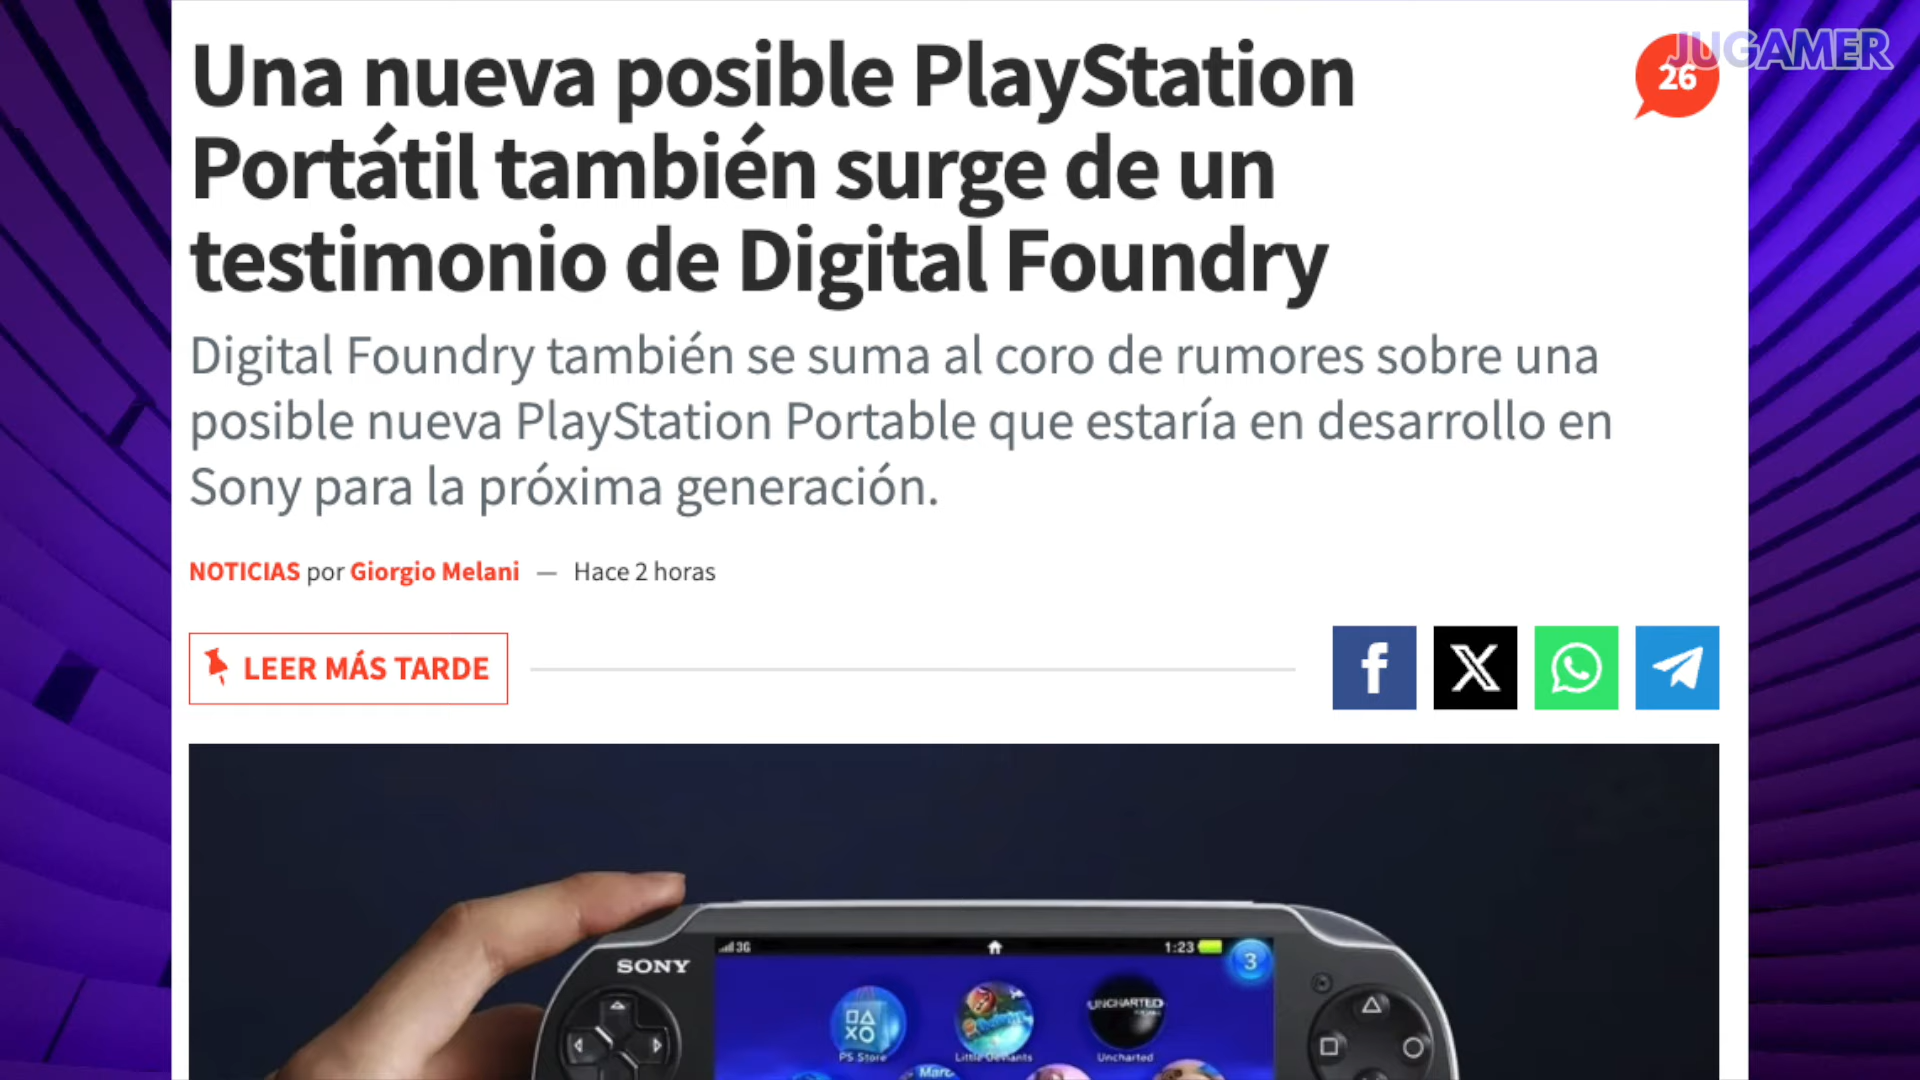 JUGAMER
26
Una nueva posible PlayStation
Portátil también surge de un
testimonio de Digital Foundry
Digital Foundry también se suma al coro de rumores sobre una
posible nueva PlayStation Portable que estaría en desarrollo en
Sony para la próxima generación.
NOTICIAS por Giorgio Melani — Hace 2 horas
LEER MÁS TARDE
3G
1:23
3
SONY
UNCHARTED
PS Store
Little Deviants
Uncharted